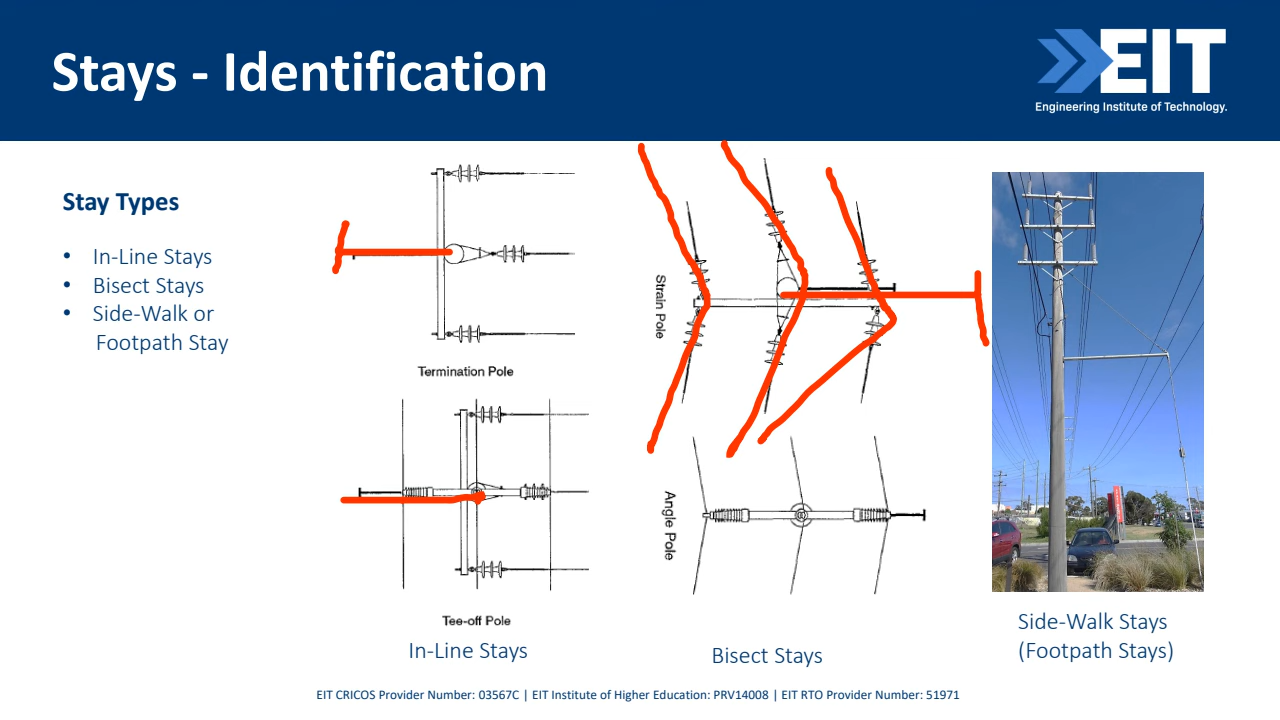 Stays - Identification
EIT
Engineering Institute of Technology.
Stay Types
• In-Line Stays
• Bisect Stays
• Side-Walk or
Footpath Stay
Termination Pole
Tee-off Pole
In-Line Stays
Strain Pole
Angle Pole
Bisect Stays
Side-Walk Stays
(Footpath Stays)
EIT CRICOS Provider Number: 03567C | EIT Institute of Higher Education: PRV14008 | EIT RTO Provider Number: 51971